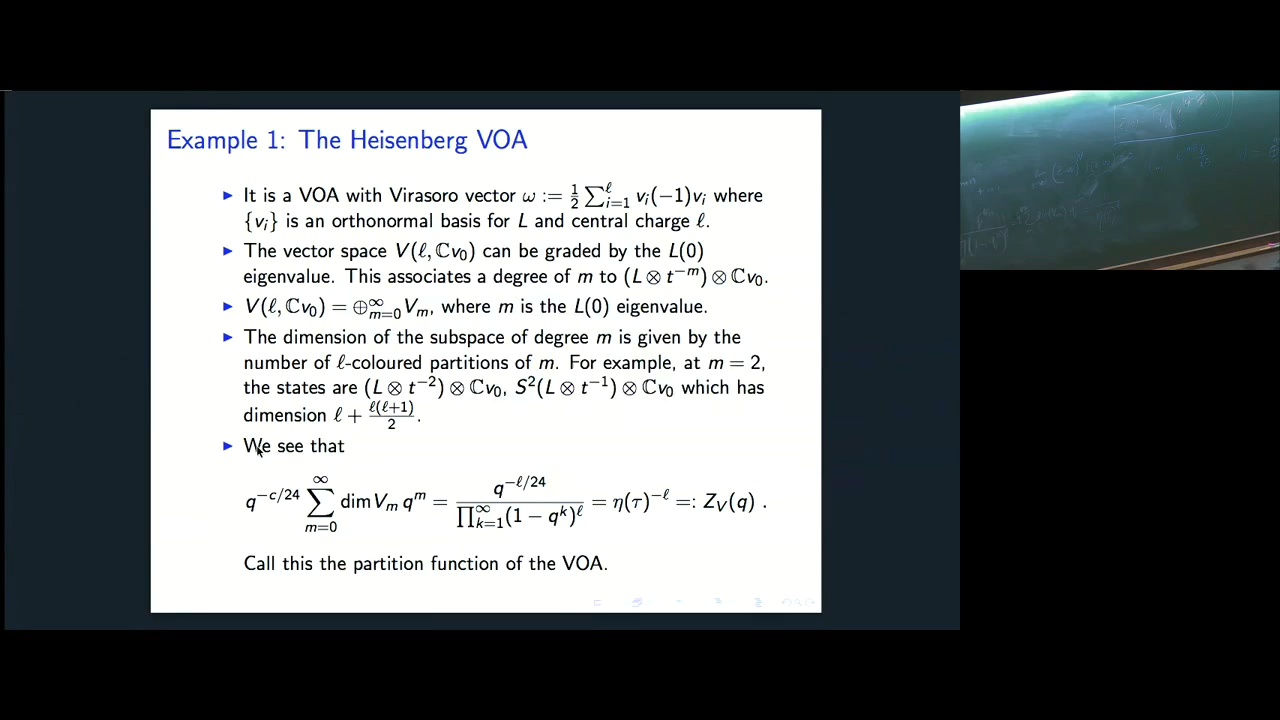 Example 1: The Heisenberg VOA
▶ It is a VOA with Virasoro vector ω := 1/2 ∑_{i=1}^{ℓ} v_i(−1)v_i where
{v_i} is an orthonormal basis for L and central charge ℓ.
▶ The vector space V(ℓ, ℂv_0) can be graded by the L(0)
eigenvalue. This associates a degree of m to (L ⊗ t^{−m}) ⊗ ℂv_0.
▶ V(ℓ, ℂv_0) = ⊕_{m=0}^{∞} V_m, where m is the L(0) eigenvalue.
▶ The dimension of the subspace of degree m is given by the
number of ℓ-coloured partitions of m. For example, at m = 2,
the states are (L ⊗ t^{−2}) ⊗ ℂv_0, S^2(L ⊗ t^{−1}) ⊗ ℂv_0 which has
dimension ℓ + ℓ(ℓ+1)/2.
▶ We see that
q^{−c/24} ∑_{m=0}^{∞} dim V_m q^m = q^{−ℓ/24} / ∏_{k=1}^{∞}(1 − q^k)^ℓ = η(τ)^{−ℓ} =: Z_V(q) .
Call this the partition function of the VOA.